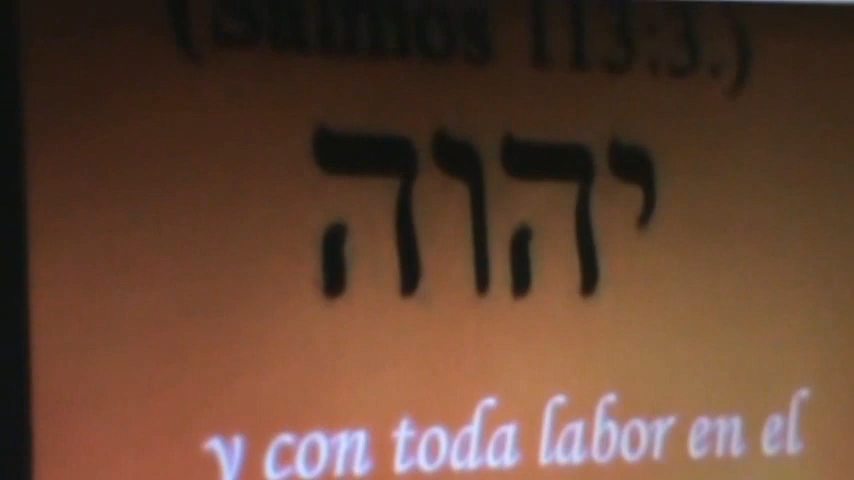 (Salmos 113:3.)
יהוה
y con toda labor en el